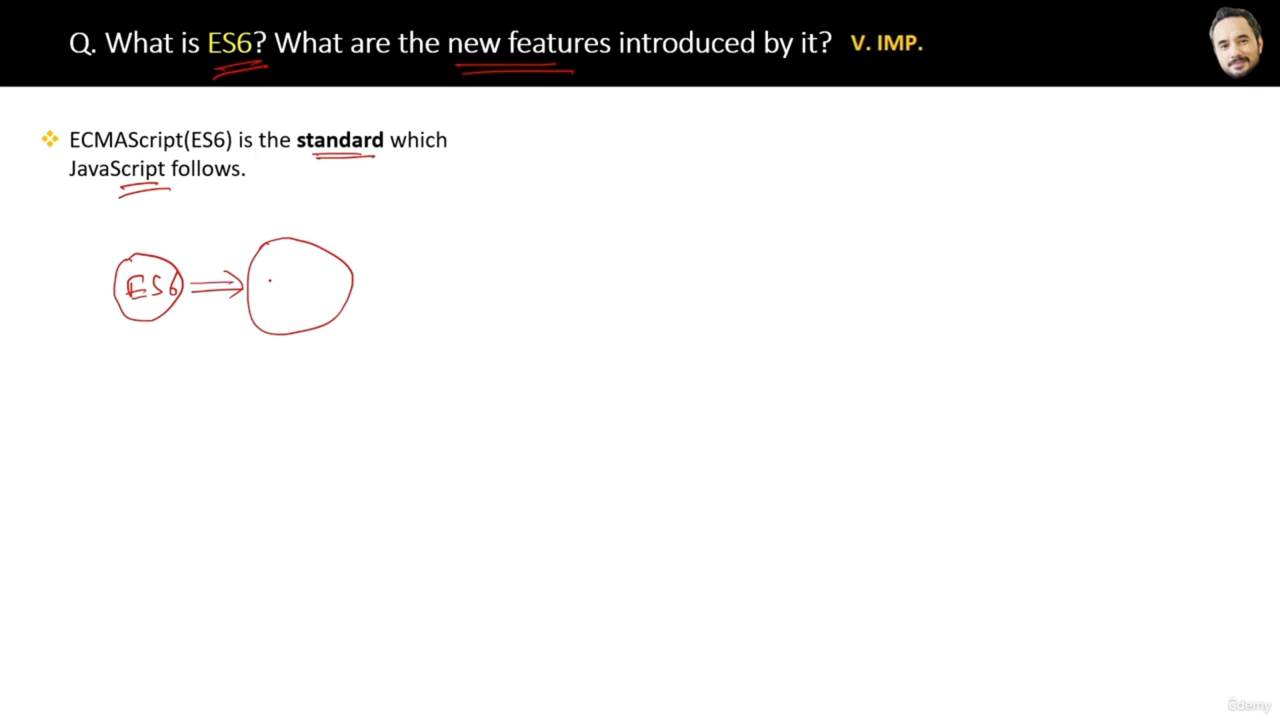 Q. What is ES6? What are the new features introduced by it? V. IMP.
❖ ECMAScript(ES6) is the standard which
JavaScript follows.
ES6
ûdemy